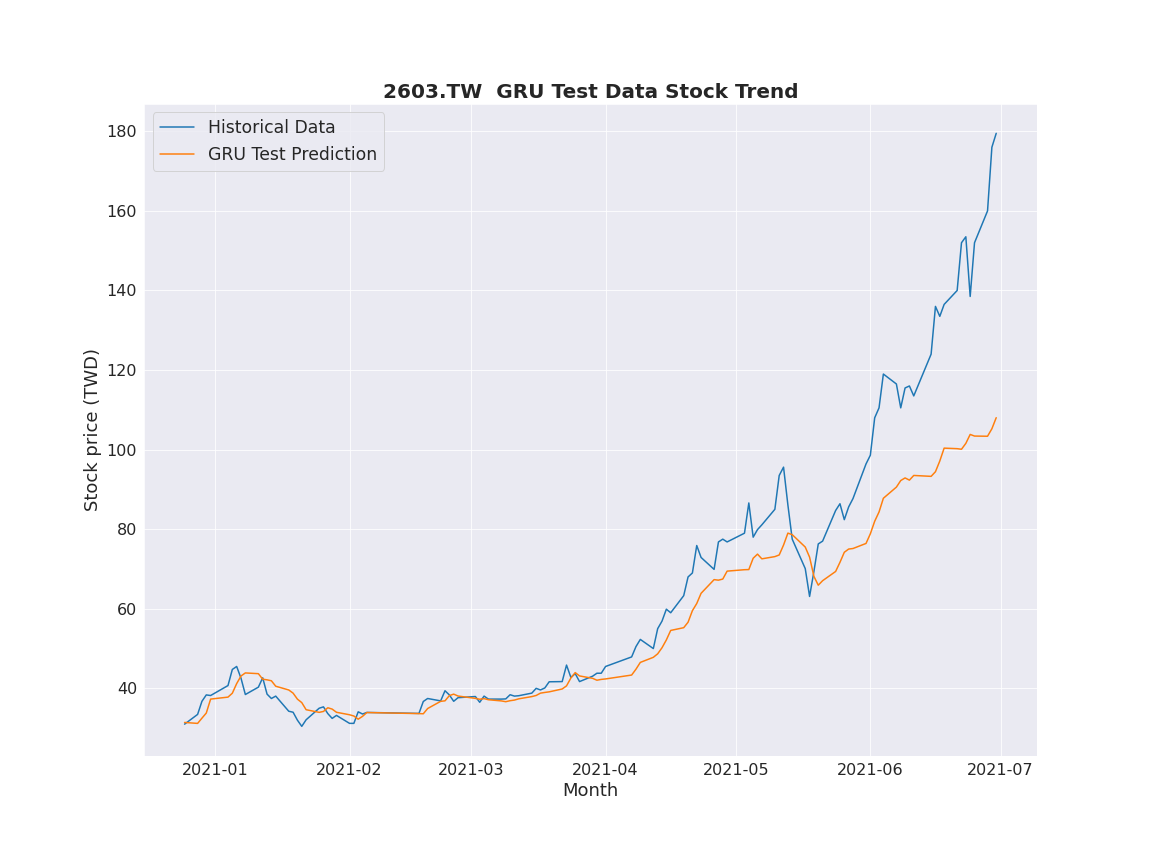 2603.TW  GRU Test Data Stock Trend
Historical Data
GRU Test Prediction
180
160
140
120
100
80
60
40
Stock price (TWD)
2021-01 2021-02 2021-03 2021-04 2021-05 2021-06 2021-07
Month